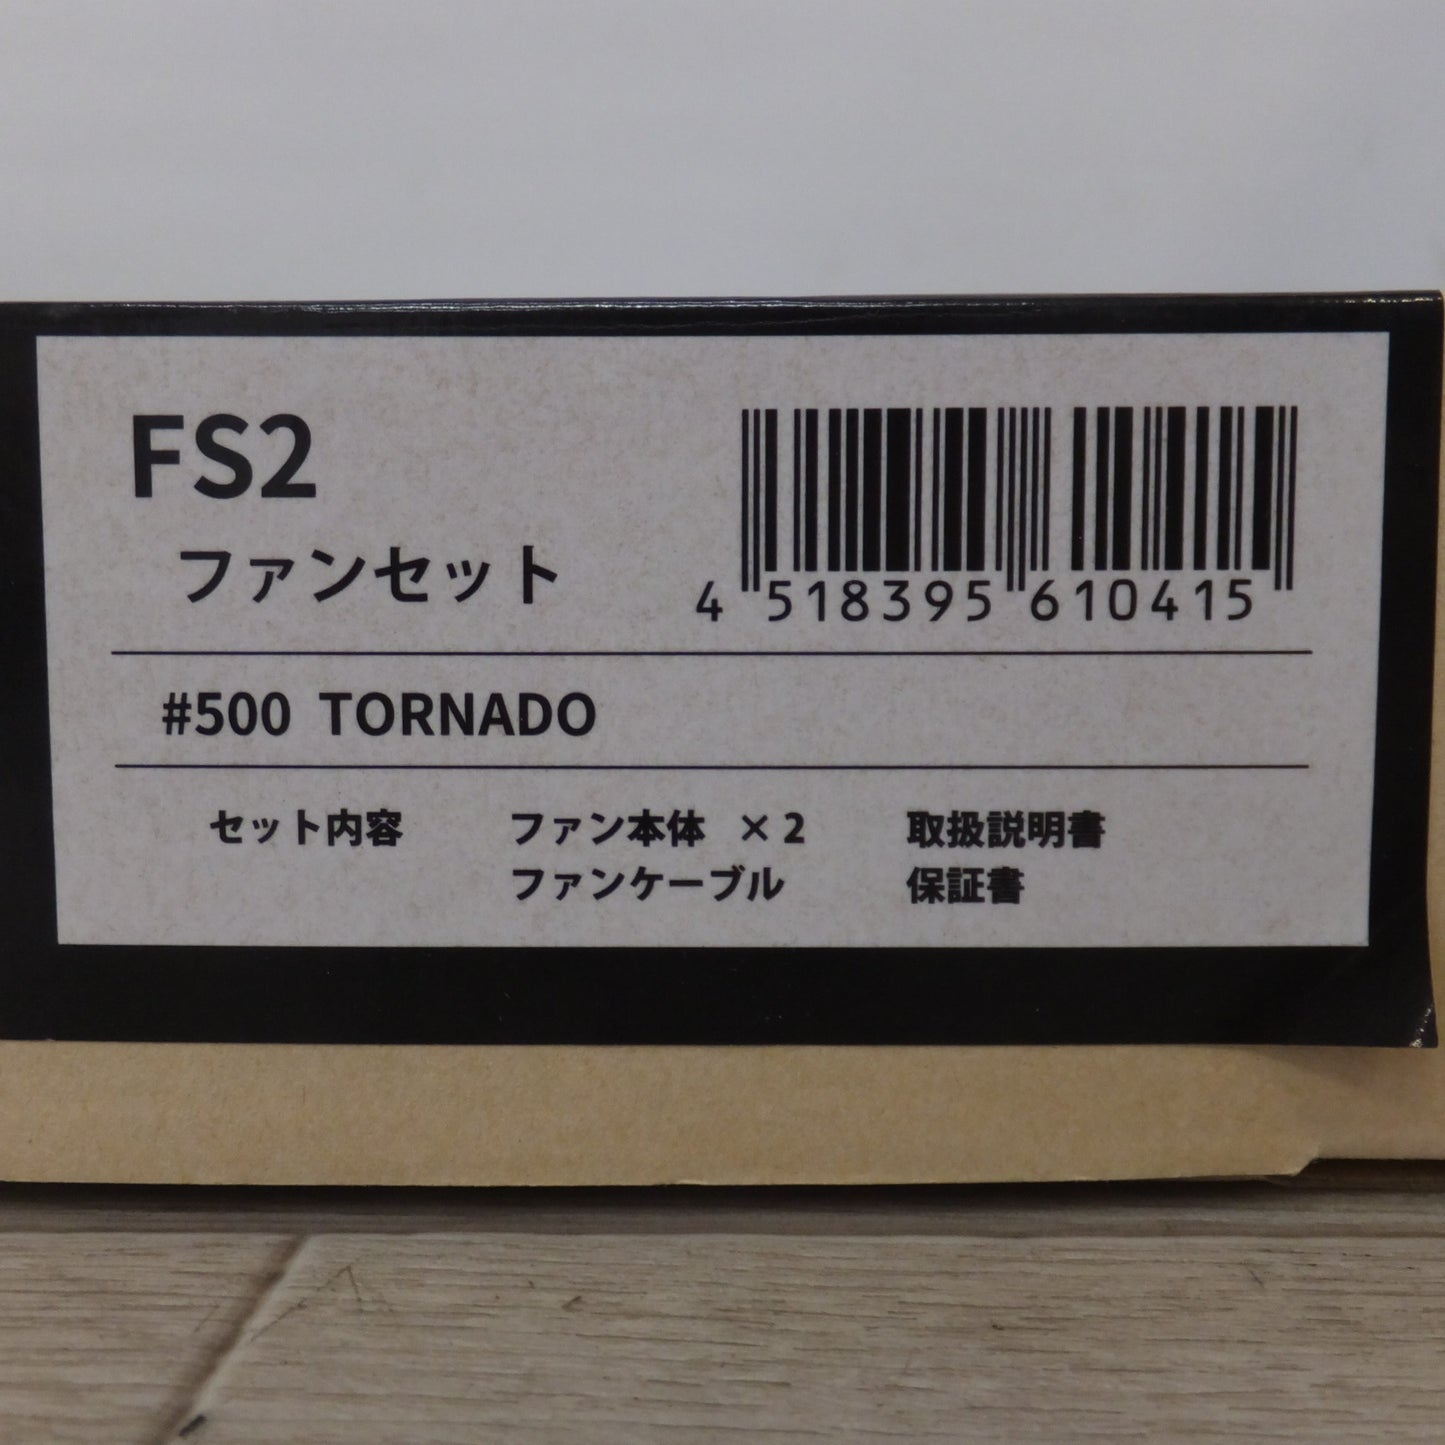 FS2
ファンセット
4 518395 610415
#500 TORNADO
セット内容 ファン本体 ×2 取扱説明書
ファンケーブル 保証書